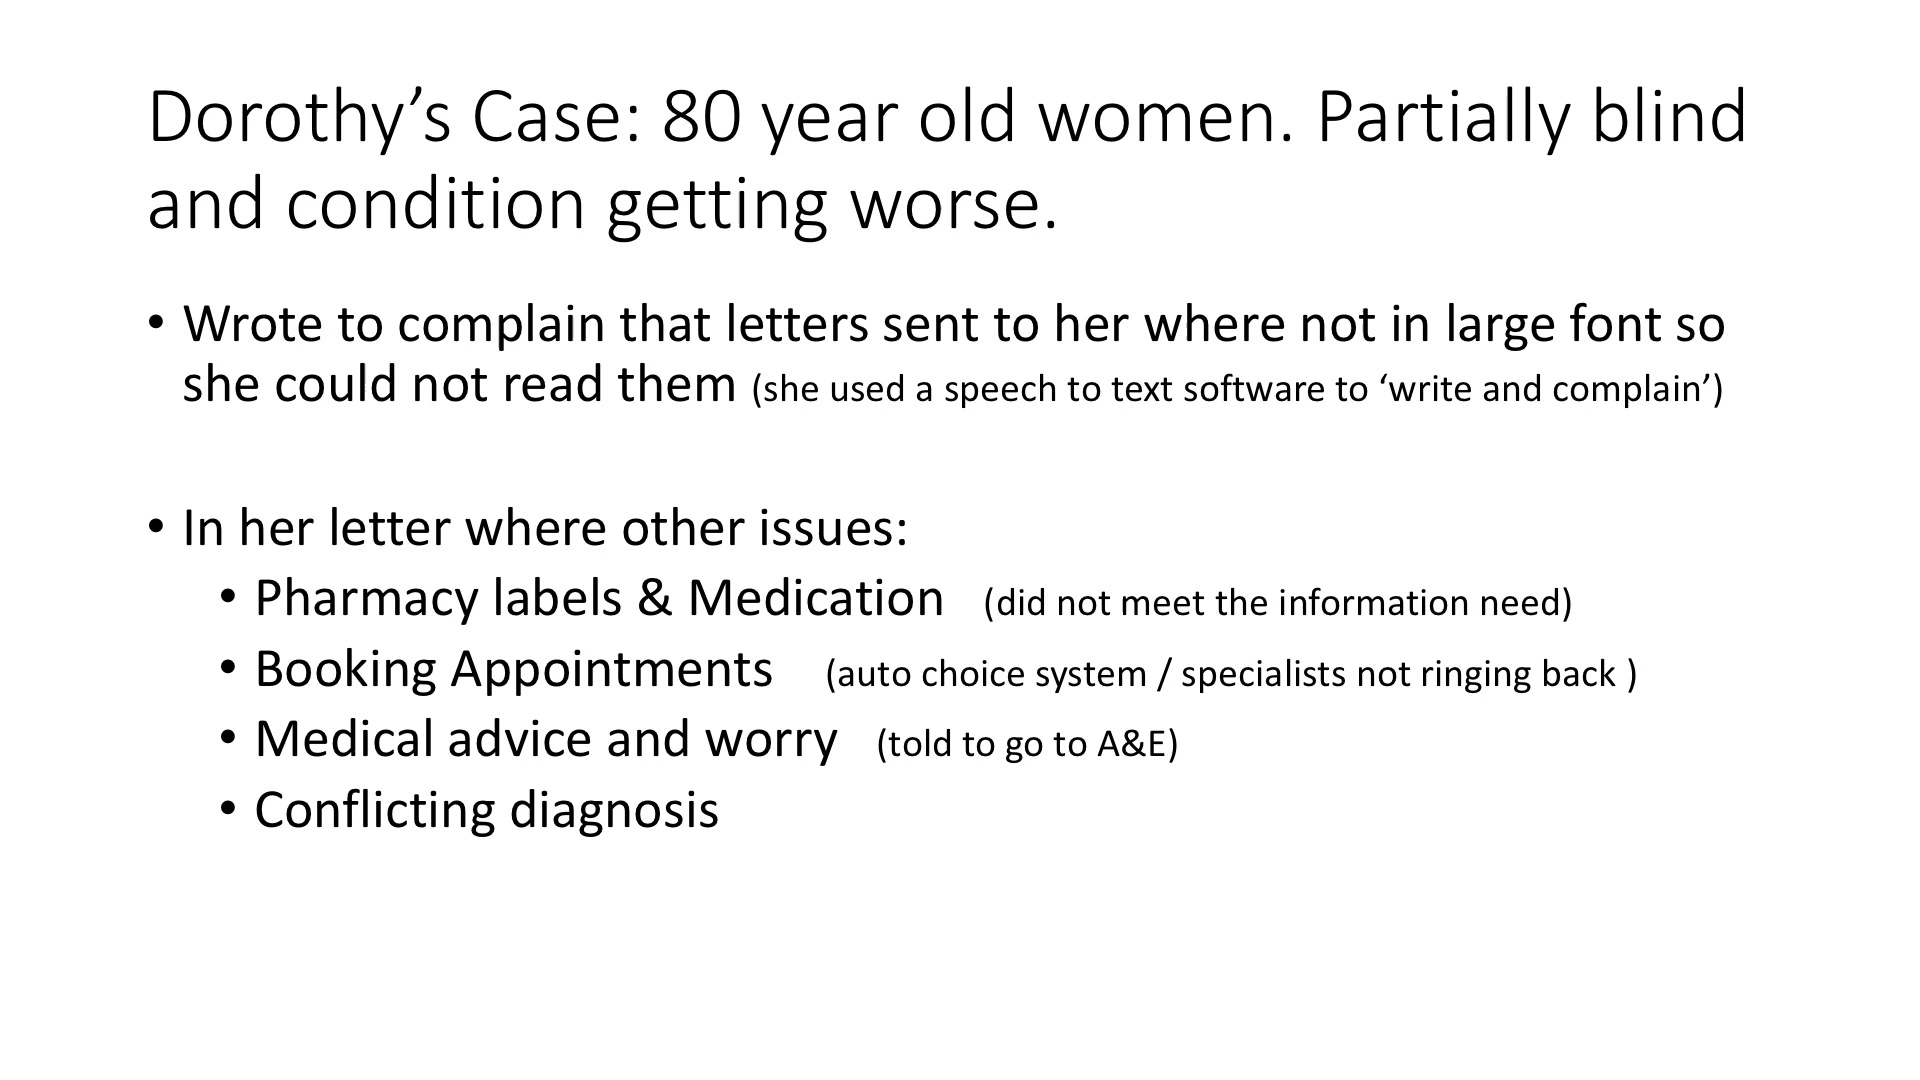 Dorothy’s Case: 80 year old women. Partially blind
and condition getting worse.
• Wrote to complain that letters sent to her where not in large font so
she could not read them (she used a speech to text software to ‘write and complain’)
• In her letter where other issues:
• Pharmacy labels & Medication (did not meet the information need)
• Booking Appointments (auto choice system / specialists not ringing back )
• Medical advice and worry (told to go to A&E)
• Conflicting diagnosis